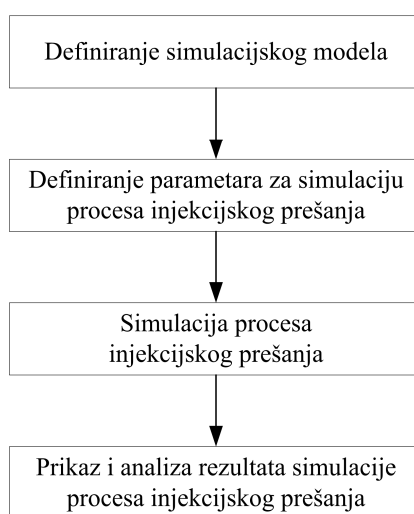 Definiranje simulacijskog modela
Definiranje parametara za simulaciju
procesa injekcijskog prešanja
Simulacija procesa
injekcijskog prešanja
Prikaz i analiza rezultata simulacije
procesa injekcijskog prešanja